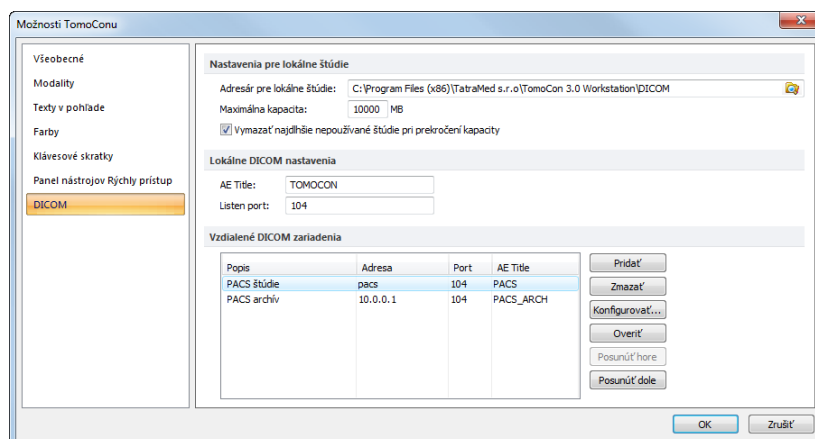 Možnosti TomoConu
Všeobecné
Modality
Texty v pohľade
Farby
Klávesové skratky
Panel nástrojov Rýchly prístup
DICOM
Nastavenia pre lokálne štúdie
Adresár pre lokálne štúdie: C:\Program Files (x86)\TatraMed s.r.o\TomoCon 3.0 Workstation\DICOM
Maximálna kapacita: 10000 MB
Vymazať najdlhšie nepoužívané štúdie pri prekročení kapacity
Lokálne DICOM nastavenia
AE Title: TOMOCON
Listen port: 104
Vzdialené DICOM zariadenia
Popis Adresa Port AE Title
PACS štúdie pacs 104 PACS
PACS archív 10.0.0.1 104 PACS_ARCH
Pridať
Zmazať
Konfigurovať...
Overiť
Posunúť hore
Posunúť dole
OK Zrušiť